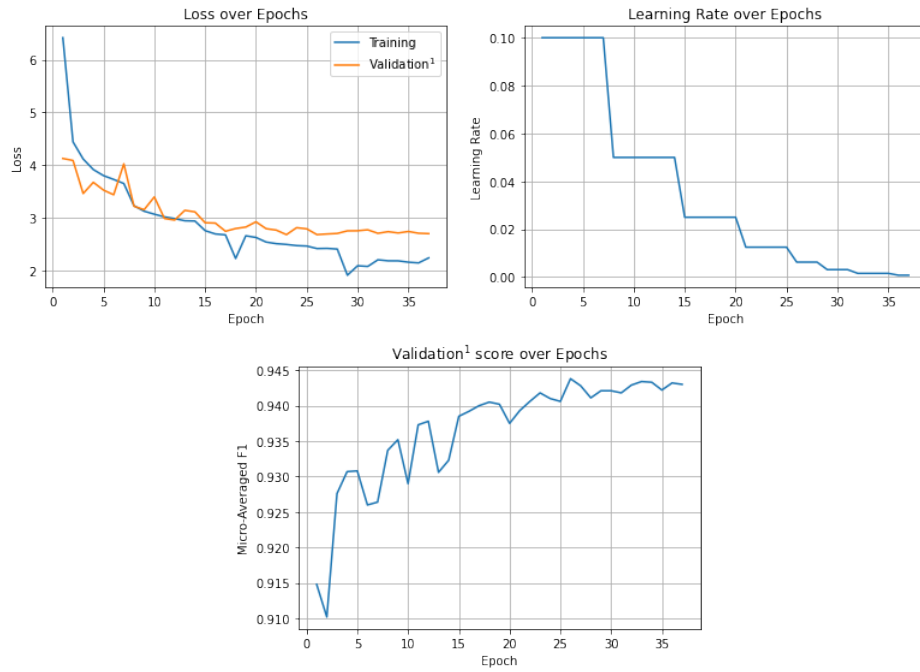 Loss over Epochs
Training
Validation¹
6
5
4
3
2
Loss
0 5 10 15 20 25 30 35
Epoch
Learning Rate over Epochs
0.10
0.08
0.06
0.04
0.02
0.00
Learning Rate
0 5 10 15 20 25 30 35
Epoch
Validation¹ score over Epochs
0.945
0.940
0.935
0.930
0.925
0.920
0.915
0.910
Micro-Averaged F1
0 5 10 15 20 25 30 35
Epoch